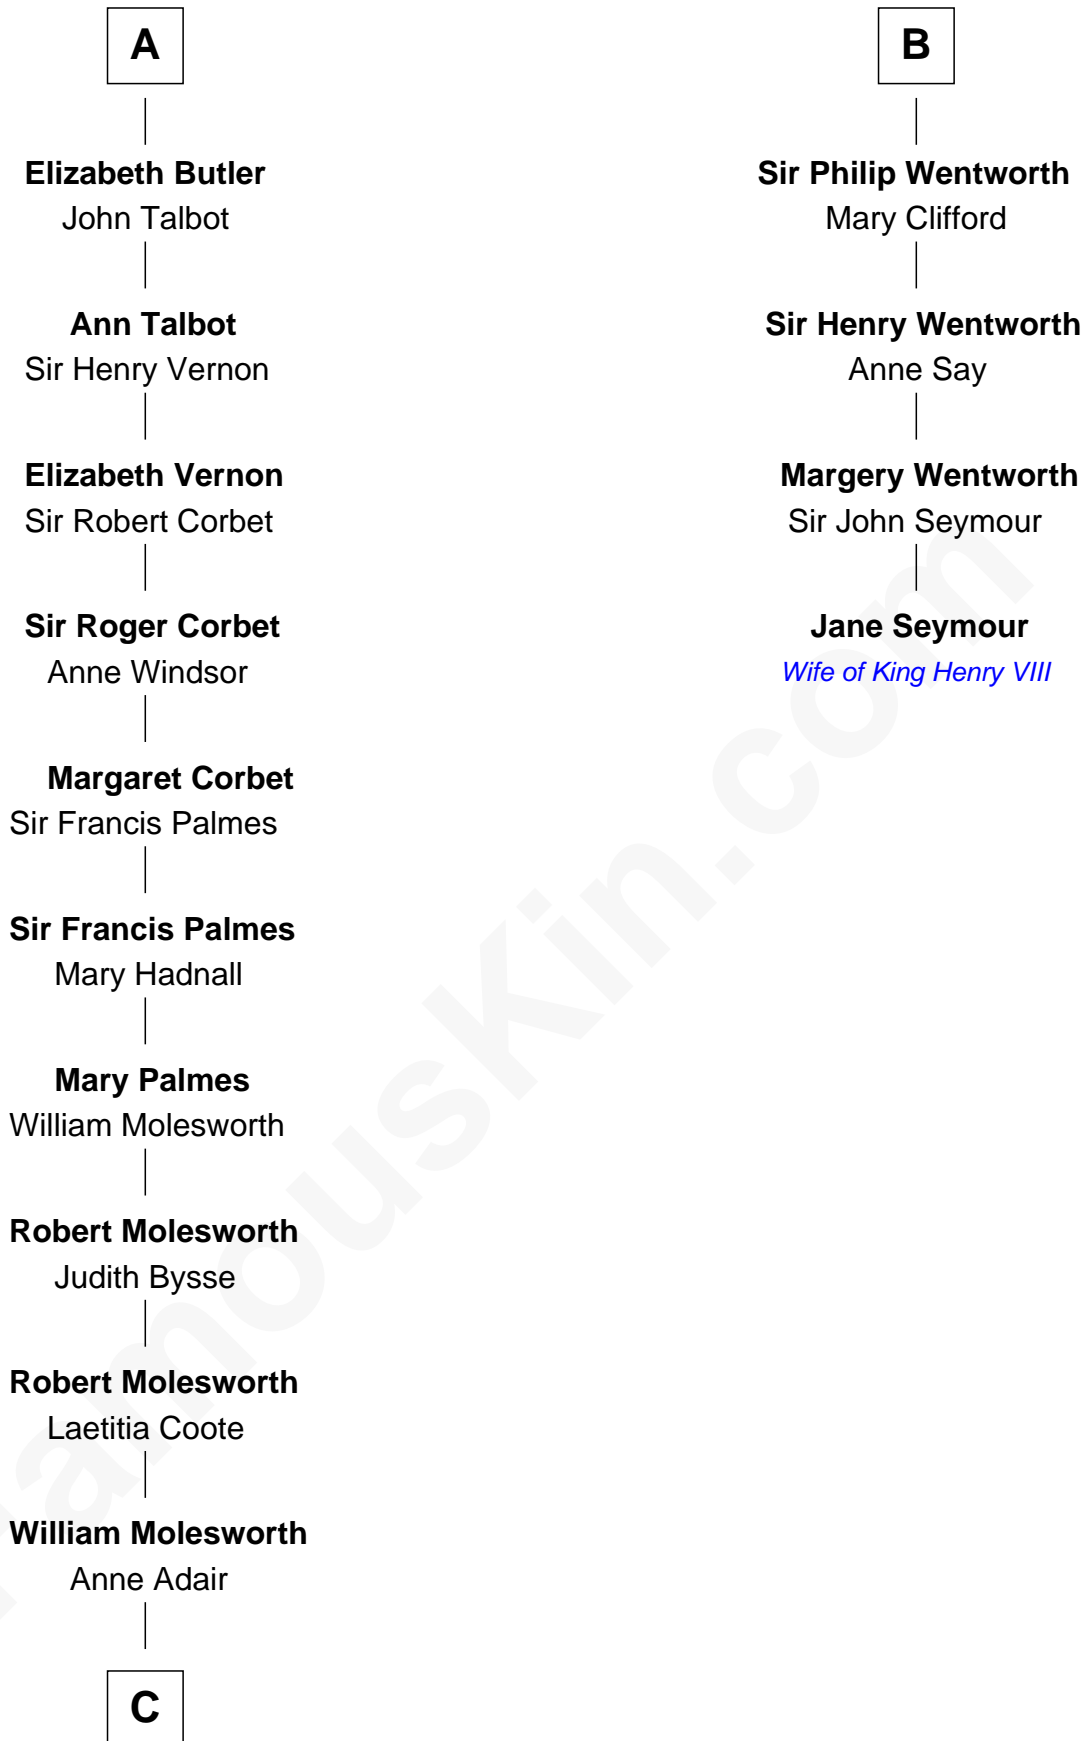 A
Elizabeth Butler
John Talbot
Ann Talbot
Sir Henry Vernon
Elizabeth Vernon
Sir Robert Corbet
Sir Roger Corbet
Anne Windsor
Margaret Corbet
Sir Francis Palmes
Sir Francis Palmes
Mary Hadnall
Mary Palmes
William Molesworth
Robert Molesworth
Judith Bysse
Robert Molesworth
Laetitia Coote
William Molesworth
Anne Adair
C
B
Sir Philip Wentworth
Mary Clifford
Sir Henry Wentworth
Anne Say
Margery Wentworth
Sir John Seymour
Jane Seymour
Wife of King Henry VIII
FamousKin.com